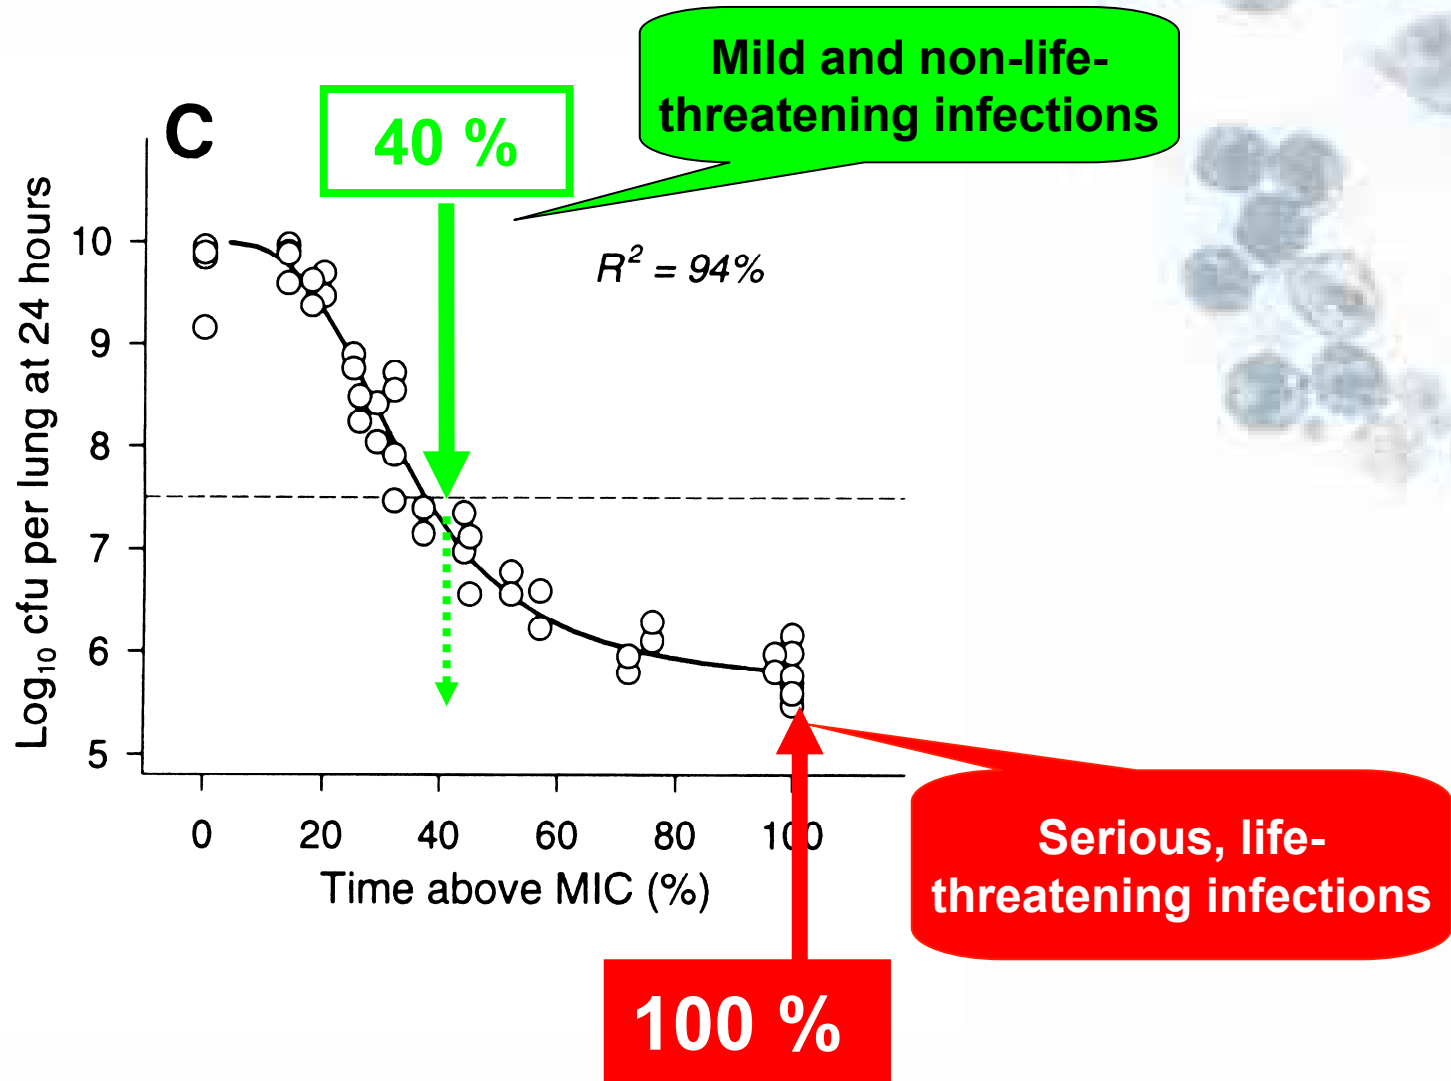 Mild and non-life-
threatening infections
C
40 %
R² = 94%
Log₁₀ cfu per lung at 24 hours
10
9
8
7
6
5
0 20 40 60 80 100
Time above MIC (%)
Serious, life-
threatening infections
100 %